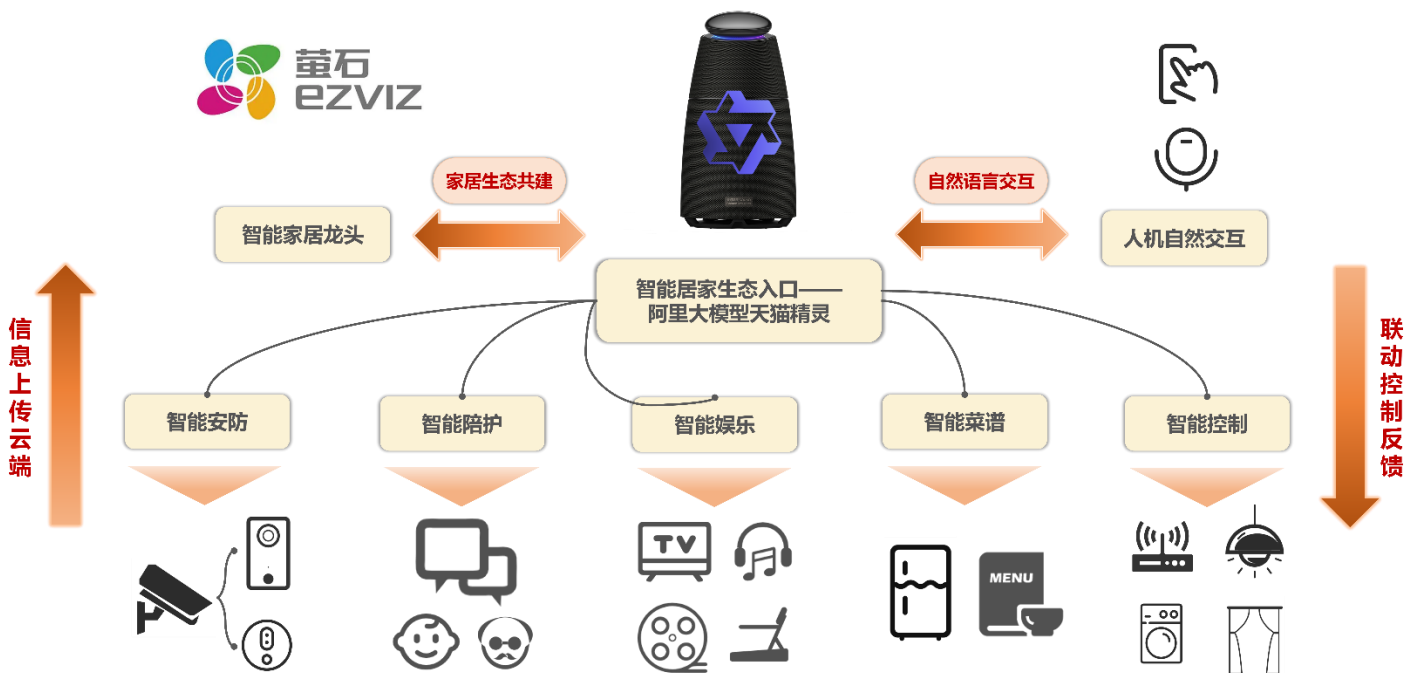 萤石
ezviz
家居生态共建
自然语言交互
智能家居龙头
人机自然交互
智能居家生态入口——
阿里大模型天猫精灵
信息上传云端
联动控制反馈
智能安防
智能陪护
智能娱乐
智能菜谱
智能控制
TV
MENU